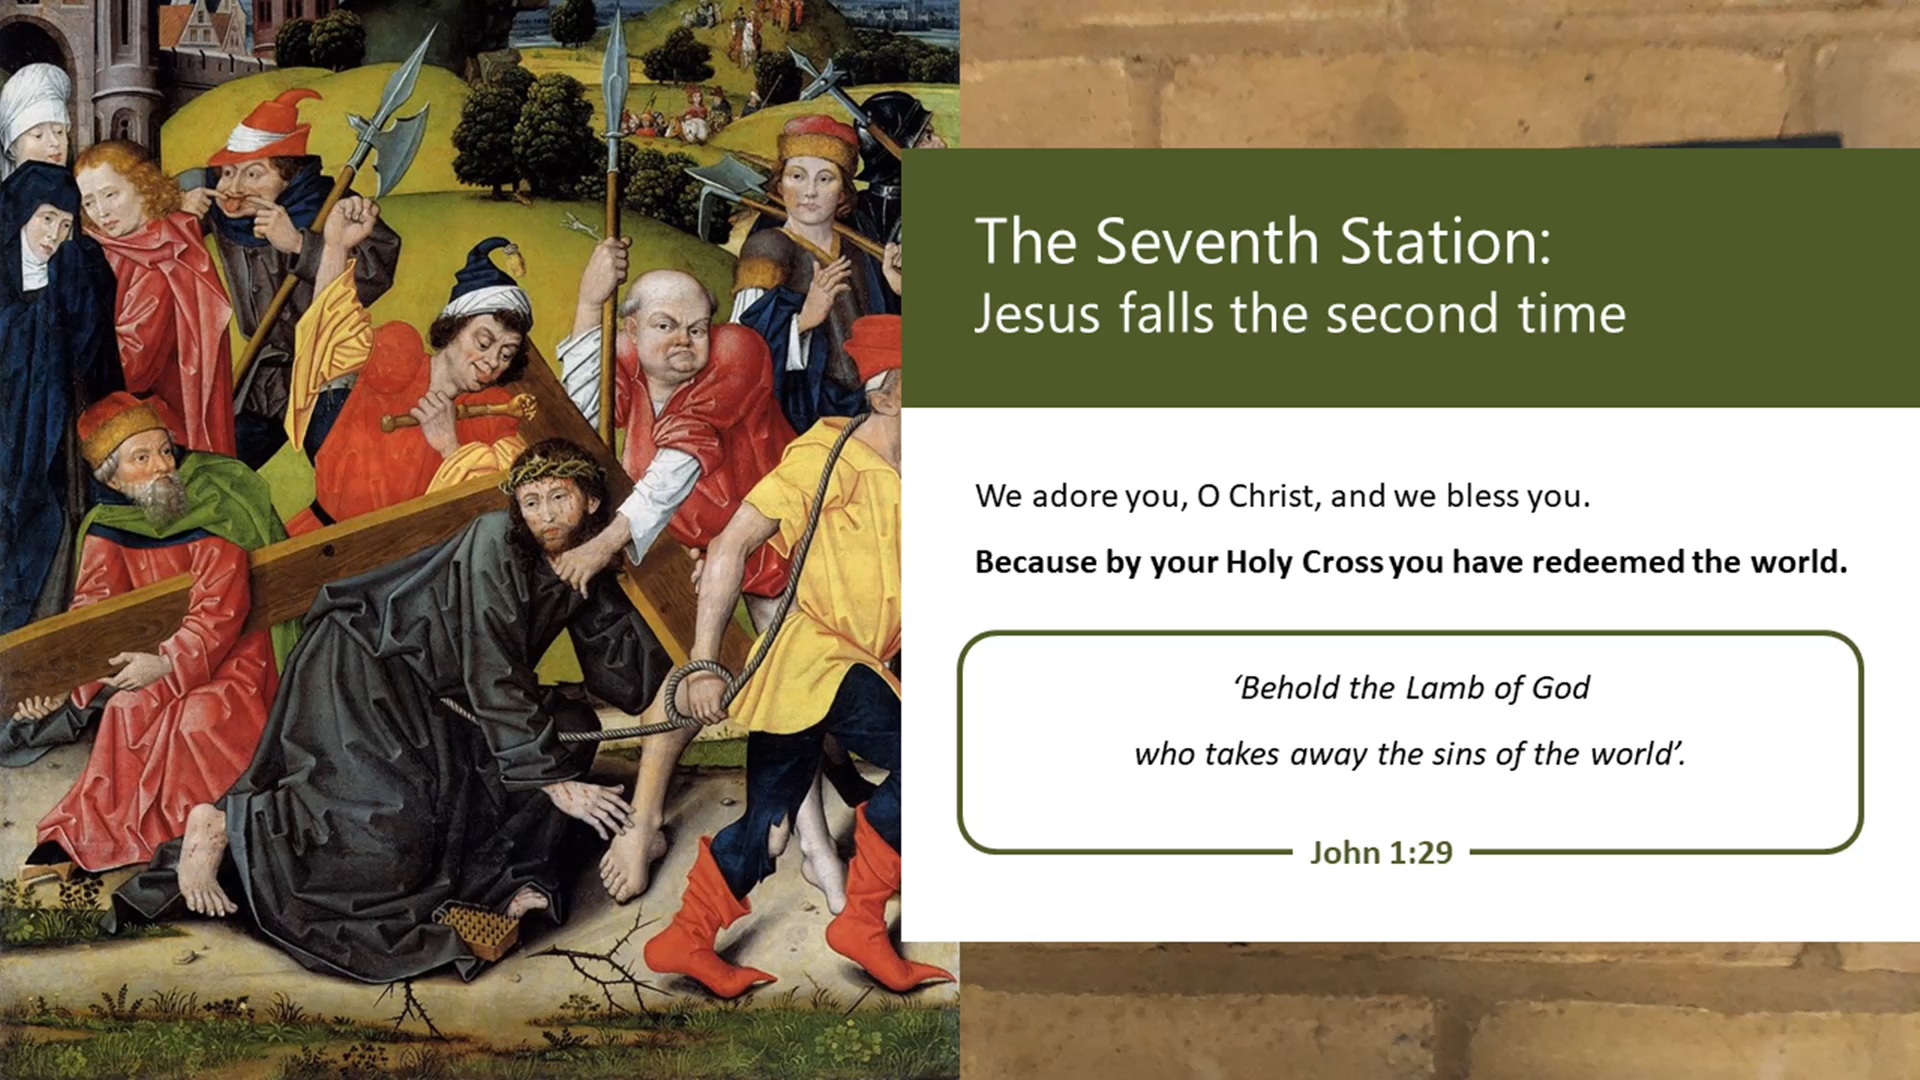 The Seventh Station:
Jesus falls the second time
We adore you, O Christ, and we bless you.
Because by your Holy Cross you have redeemed the world.
‘Behold the Lamb of God
who takes away the sins of the world’.
John 1:29